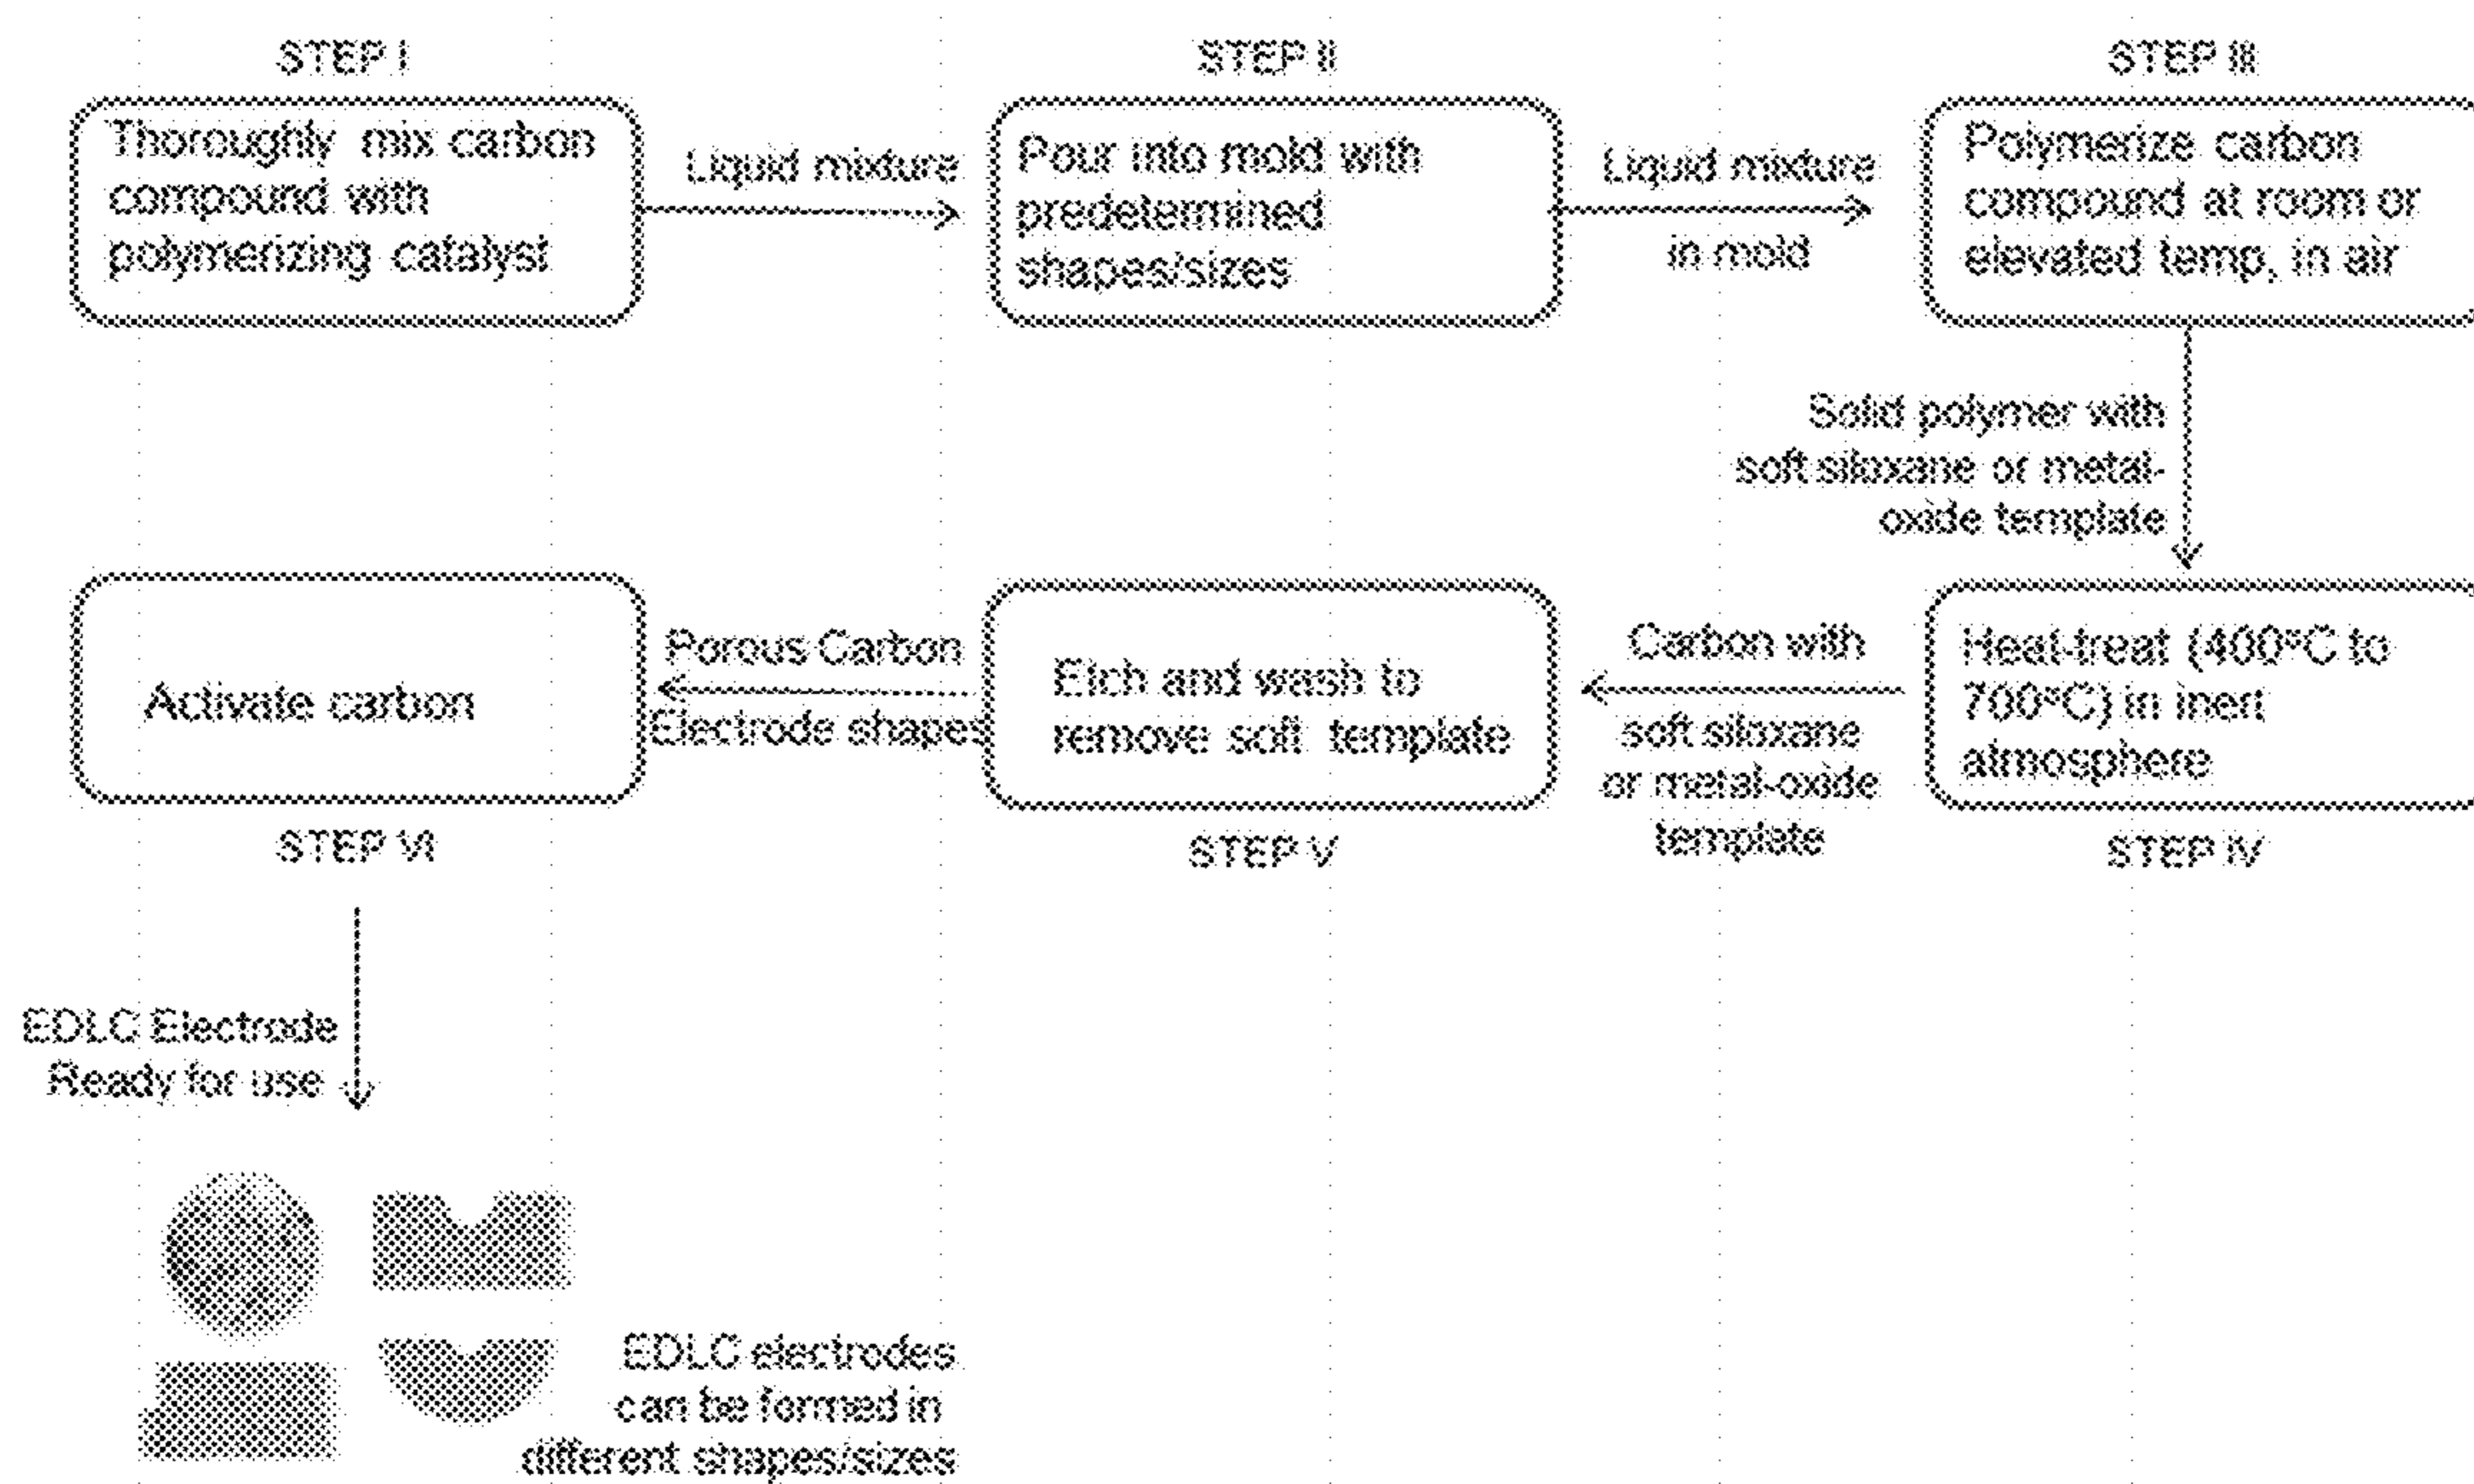 STEP I
Thoroughly mix carbon
compound with
polymerizing catalyst
Liquid mixture
STEP II
Pour into mold with
predetermined
shapes/sizes
Liquid mixture
in mold
STEP III
Polymerize carbon
compound at room or
elevated temp, in air
Solid polymer with
soft siloxane or metal-
oxide template
Heat-treat (400°C to
700°C) in inert
atmosphere
STEP IV
Carbon with
soft siloxane
or metal-oxide
template
Etch and wash to
remove soft template
STEP V
Porous Carbon
Electrode shapes
Activate carbon
STEP VI
EDLC Electrode
Ready for use
EDLC electrodes
can be formed in
different shapes/sizes